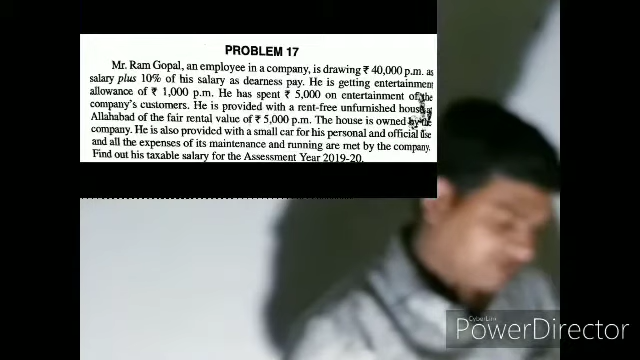 PROBLEM 17
Mr. Ram Gopal, an employee in a company, is drawing ₹ 40,000 p.m. as
salary plus 10% of his salary as dearness pay. He is getting entertainment
allowance of ₹ 1,000 p.m. He has spent ₹ 5,000 on entertainment of the
company's customers. He is provided with a rent-free unfurnished house at
Allahabad of the fair rental value of ₹ 5,000 p.m. The house is owned by the
company. He is also provided with a small car for his personal and official use
and all the expenses of its maintenance and running are met by the company.
Find out his taxable salary for the Assessment Year 2019-20.
CyberLink
PowerDirector